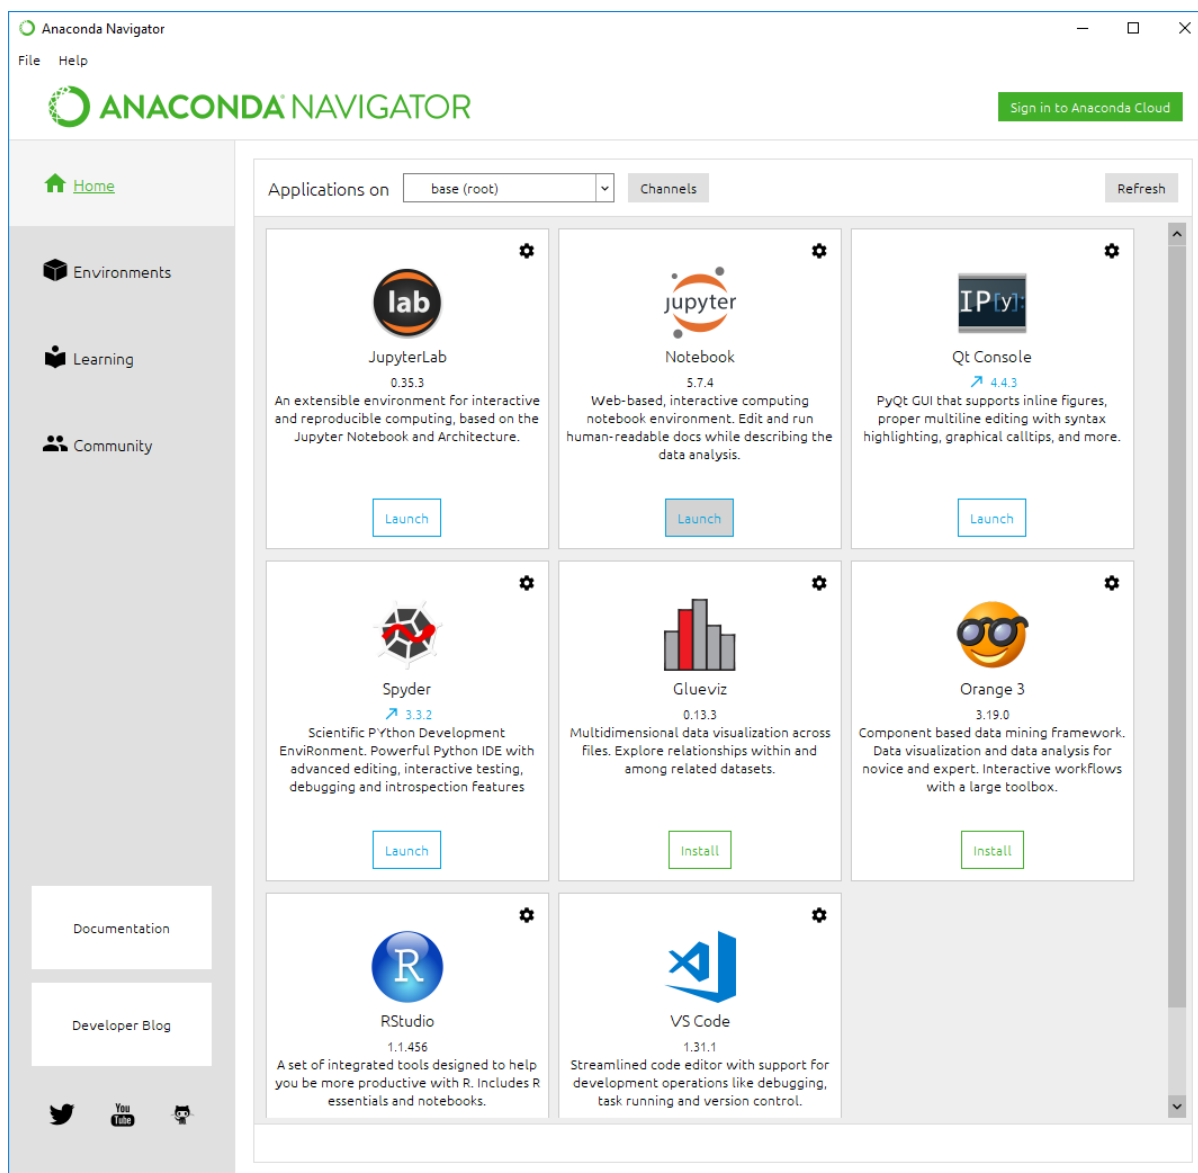 Anaconda Navigator
File Help
ANACONDA NAVIGATOR
Sign in to Anaconda Cloud
Home
Environments
Learning
Community
Documentation
Developer Blog
You
Tube
Applications on base (root) Channels Refresh
lab
JupyterLab
0.35.3
An extensible environment for interactive
and reproducible computing, based on the
Jupyter Notebook and Architecture.
Launch
jupyter
Notebook
5.7.4
Web-based, interactive computing
notebook environment. Edit and run
human-readable docs while describing the
data analysis.
Launch
IP[y]:
Qt Console
4.4.3
PyQt GUI that supports inline figures,
proper multiline editing with syntax
highlighting, graphical calltips, and more.
Launch
Spyder
3.3.2
Scientific PYthon Development
EnviRonment. Powerful Python IDE with
advanced editing, interactive testing,
debugging and introspection features
Launch
Glueviz
0.13.3
Multidimensional data visualization across
files. Explore relationships within and
among related datasets.
Install
Orange 3
3.19.0
Component based data mining framework.
Data visualization and data analysis for
novice and expert. Interactive workflows
with a large toolbox.
Install
R
RStudio
1.1.456
A set of integrated tools designed to help
you be more productive with R. Includes R
essentials and notebooks.
VS Code
1.31.1
Streamlined code editor with support for
development operations like debugging,
task running and version control.